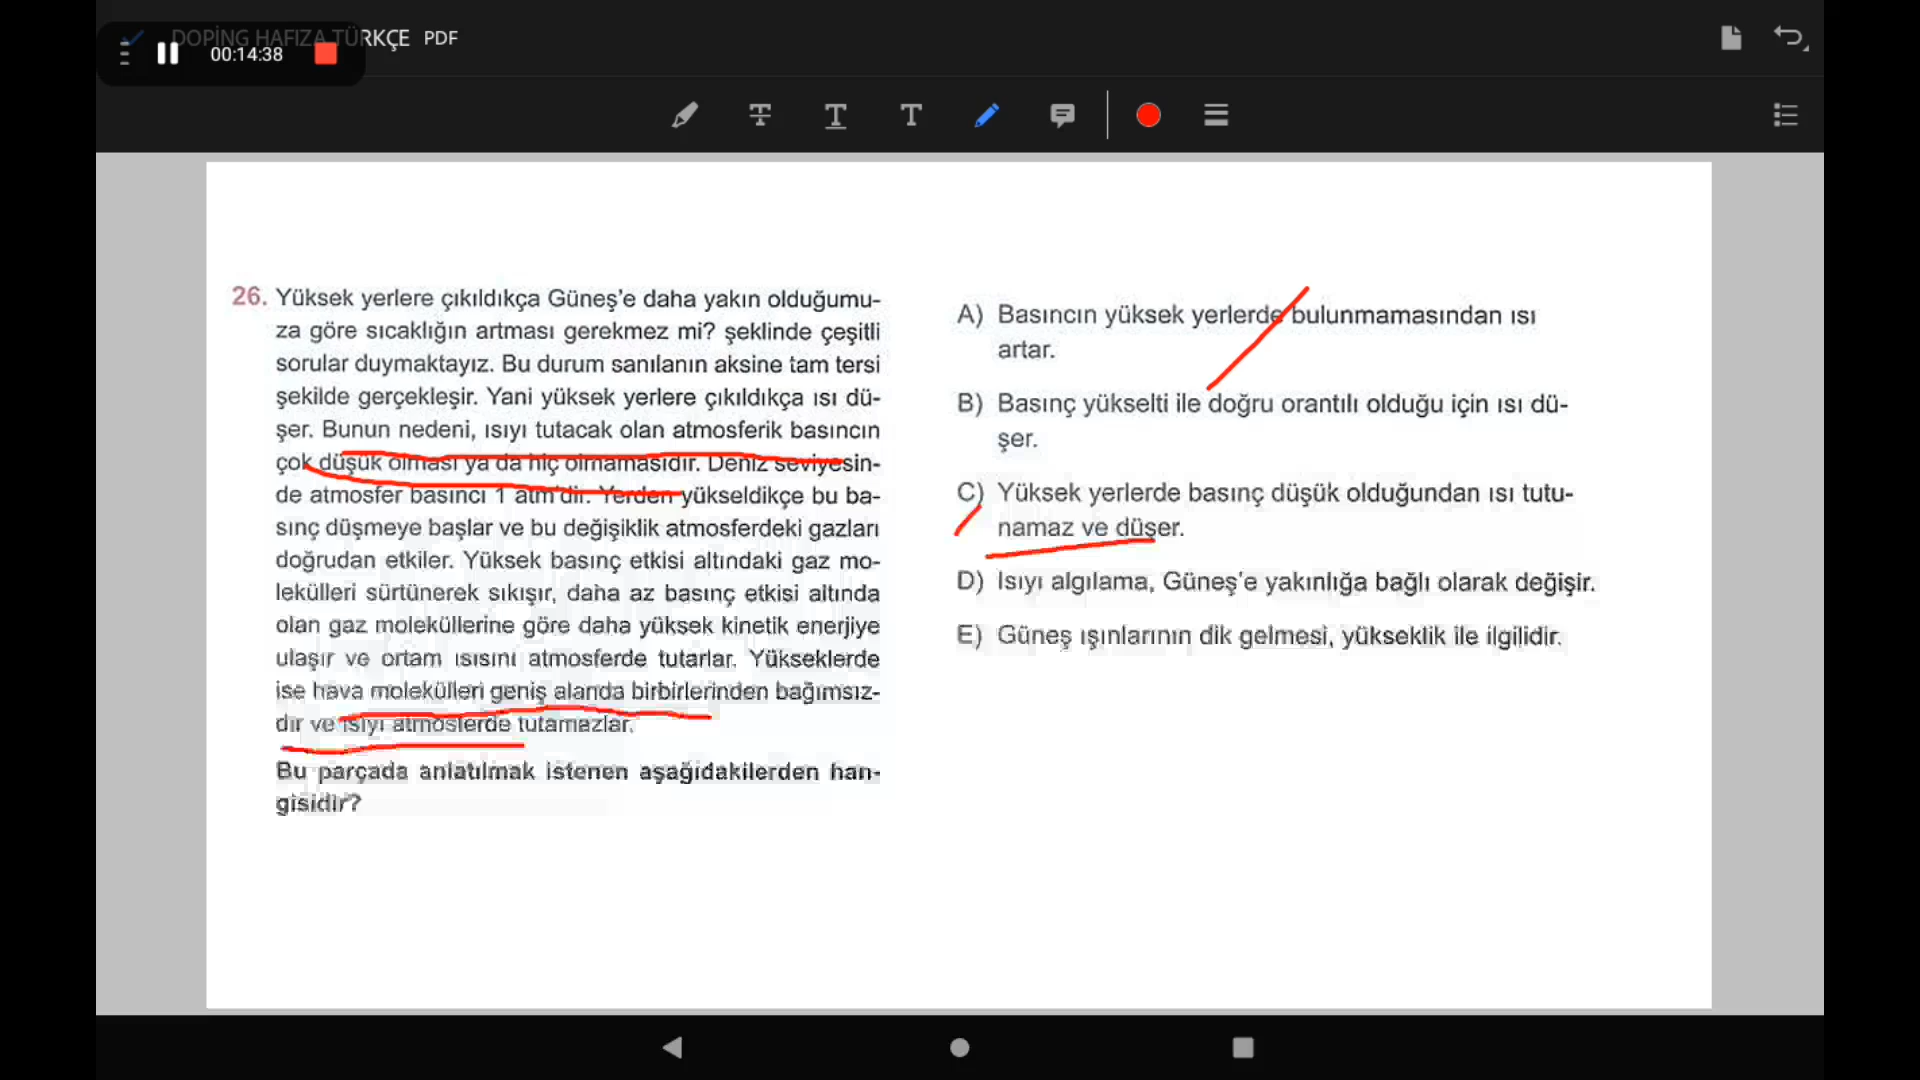 DOPİNG HAFIZA TÜRKÇE PDF
00:14:38
26. Yüksek yerlere çıkıldıkça Güneş'e daha yakın olduğumu-
za göre sıcaklığın artması gerekmez mi? şeklinde çeşitli
sorular duymaktayız. Bu durum sanılanın aksine tam tersi
şekilde gerçekleşir. Yani yüksek yerlere çıkıldıkça ısı dü-
şer. Bunun nedeni, ısıyı tutacak olan atmosferik basıncın
çok düşük olması ya da hiç olmamasıdır. Deniz seviyesin-
de atmosfer basıncı 1 atm'dir. Yerden yükseldikçe bu ba-
sınç düşmeye başlar ve bu değişiklik atmosferdeki gazları
doğrudan etkiler. Yüksek basınç etkisi altındaki gaz mo-
lekülleri sürtünerek sıkışır, daha az basınç etkisi altında
olan gaz moleküllerine göre daha yüksek kinetik enerjiye
ulaşır ve ortam ısısını atmosferde tutarlar. Yükseklerde
ise hava molekülleri geniş alanda birbirlerinden bağımsız-
dır ve ısıyı atmosferde tutamazlar.
Bu parçada anlatılmak istenen aşağıdakilerden han-
gisidir?
A) Basıncın yüksek yerlerde bulunmamasından ısı
artar.
B) Basınç yükselti ile doğru orantılı olduğu için ısı dü-
şer.
C) Yüksek yerlerde basınç düşük olduğundan ısı tutu-
namaz ve düşer.
D) Isıyı algılama, Güneş'e yakınlığa bağlı olarak değişir.
E) Güneş ışınlarının dik gelmesi, yükseklik ile ilgilidir.